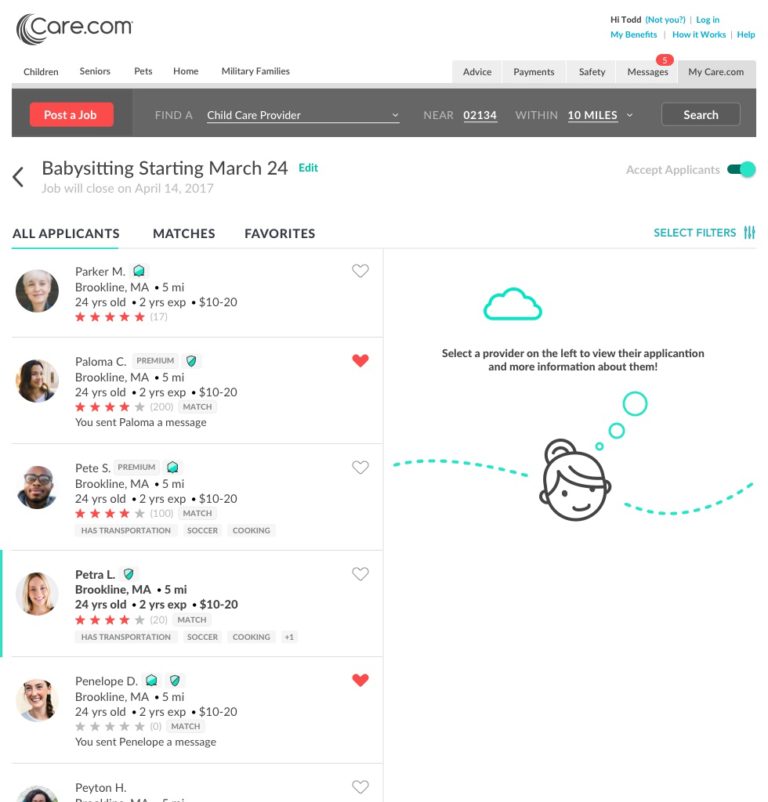 Care.com
Hi Todd (Not you?) | Log in
My Benefits | How it Works | Help
Children Seniors Pets Home Military Families
Advice Payments Safety Messages 5 My Care.com
Post a Job FIND A Child Care Provider NEAR 02134 WITHIN 10 MILES Search
Babysitting Starting March 24 Edit
Job will close on April 14, 2017
Accept Applicants
ALL APPLICANTS MATCHES FAVORITES
SELECT FILTERS
Parker M.
Brookline, MA • 5 mi
24 yrs old • 2 yrs exp • $10-20
(17)
Paloma C. PREMIUM
Brookline, MA • 5 mi
24 yrs old • 2 yrs exp • $10-20
(200) MATCH
You sent Paloma a message
Pete S. PREMIUM
Brookline, MA • 5 mi
24 yrs old • 2 yrs exp • $10-20
(100) MATCH
HAS TRANSPORTATION SOCCER COOKING
Petra L.
Brookline, MA • 5 mi
24 yrs old • 2 yrs exp • $10-20
(20) MATCH
HAS TRANSPORTATION SOCCER COOKING +1
Penelope D.
Brookline, MA • 5 mi
24 yrs old • 2 yrs exp • $10-20
(0) MATCH
You sent Penelope a message
Peyton H.
Brookline, MA • 5 mi
Select a provider on the left to view their applicantion
and more information about them!